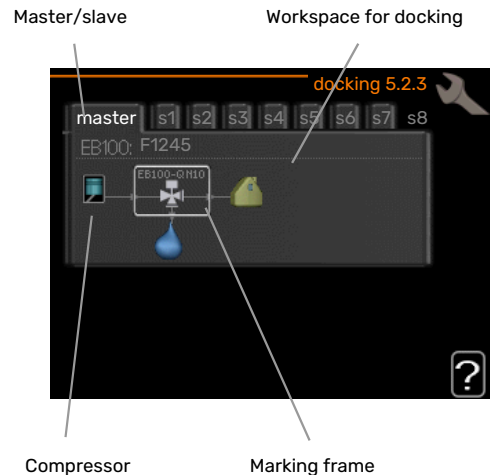 Master/slave
Workspace for docking
docking 5.2.3
master s1 s2 s3 s4 s5 s6 s7 s8
EB100: F1245
EB100-QN10
?
Compressor
Marking frame